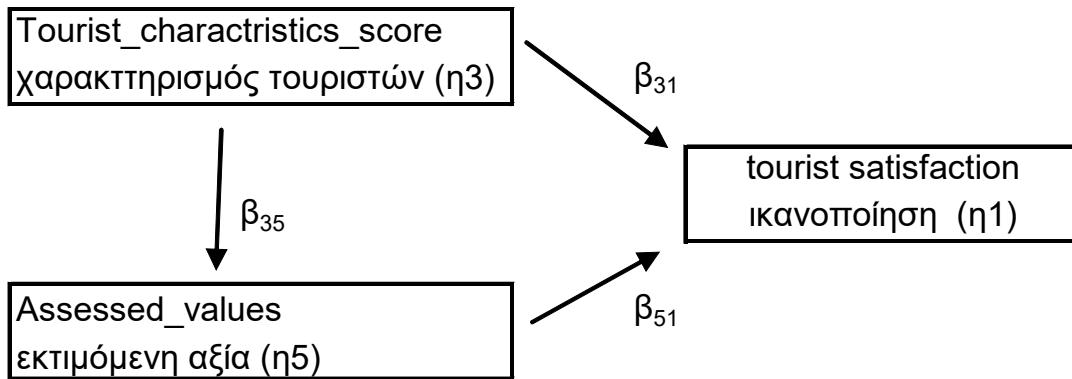 Tourist_charactristics_score
χαρακττηρισμός τουριστών (η3)
β31
tourist satisfaction
ικανοποίηση (η1)
β35
Assessed_values
εκτιμόμενη αξία (η5)
β51